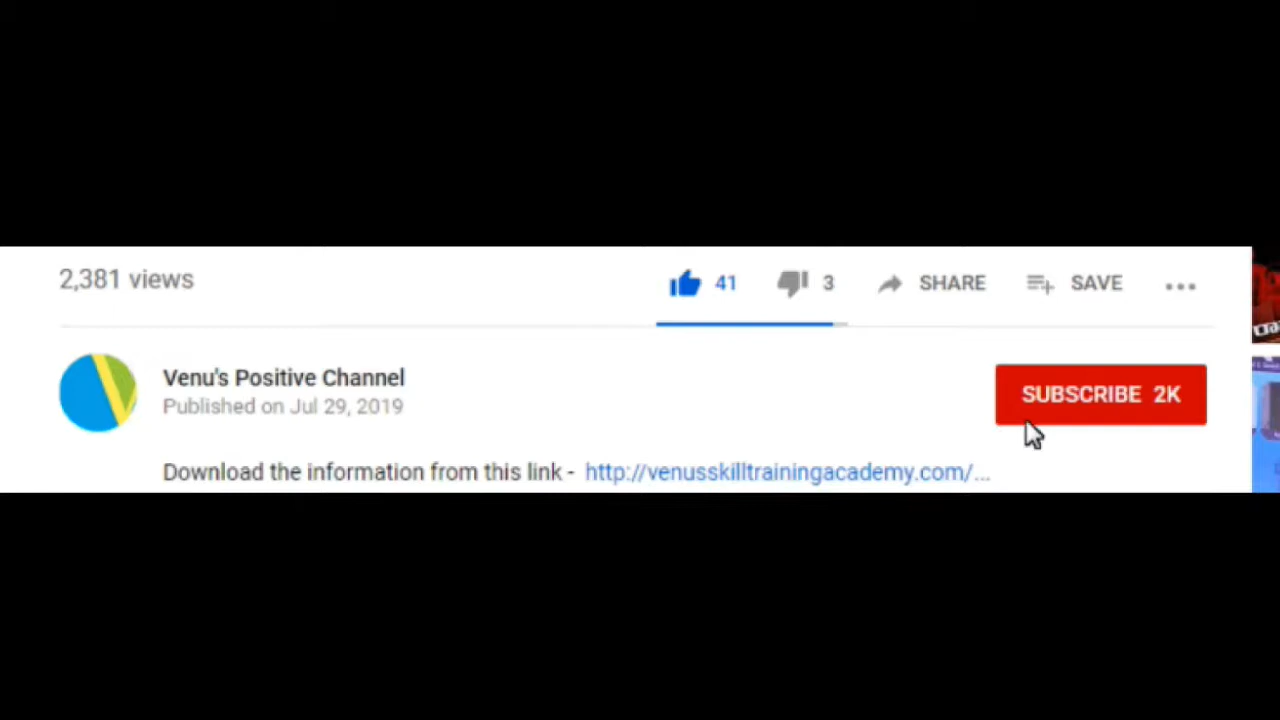 2,381 views
41
3
SHARE
SAVE
Venu's Positive Channel
SUBSCRIBE 2K
Published on Jul 29, 2019
Download the information from this link - http://venusskilltrainingacademy.com/...